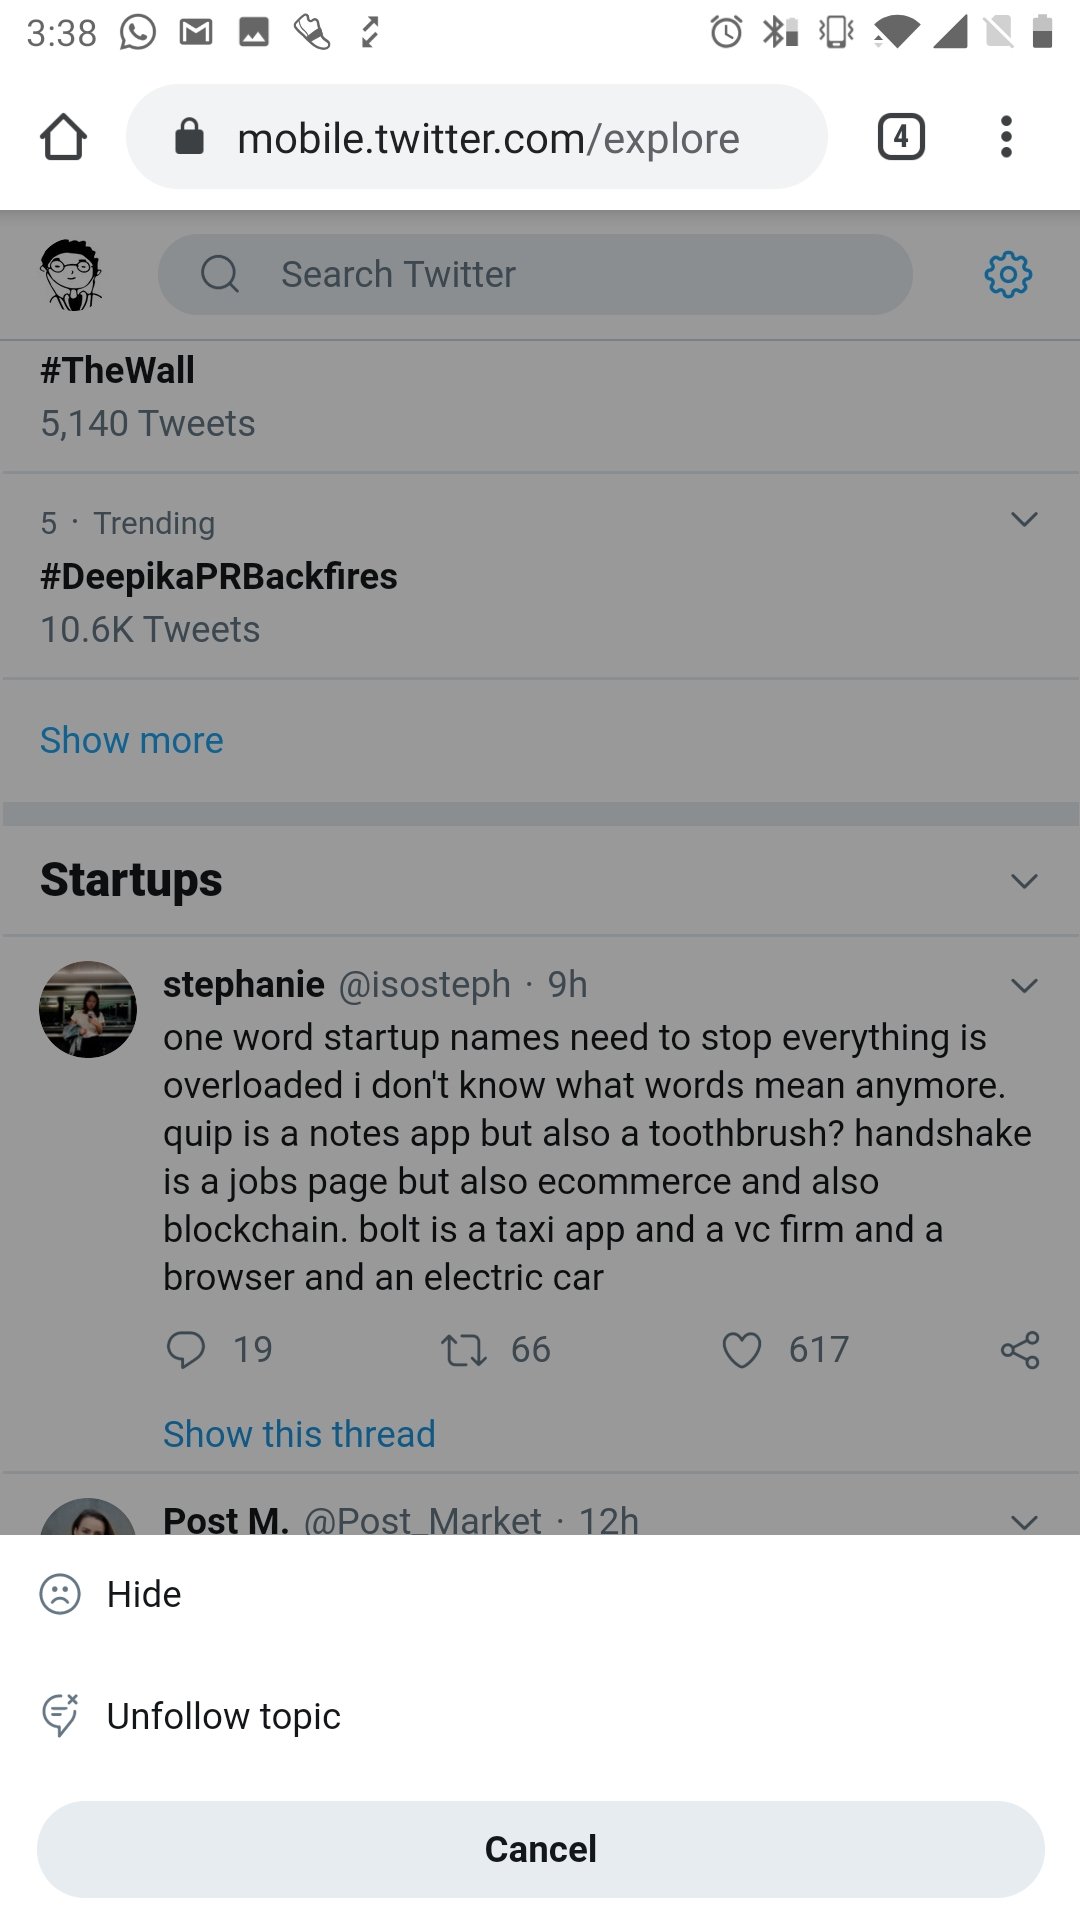 3:38
mobile.twitter.com/explore
4
Search Twitter
#TheWall
5,140 Tweets
5 · Trending
#DeepikaPRBackfires
10.6K Tweets
Show more
Startups
stephanie @isosteph · 9h
one word startup names need to stop everything is
overloaded i don't know what words mean anymore.
quip is a notes app but also a toothbrush? handshake
is a jobs page but also ecommerce and also
blockchain. bolt is a taxi app and a vc firm and a
browser and an electric car
19 66 617
Show this thread
Post M. @Post_Market · 12h
Hide
Unfollow topic
Cancel